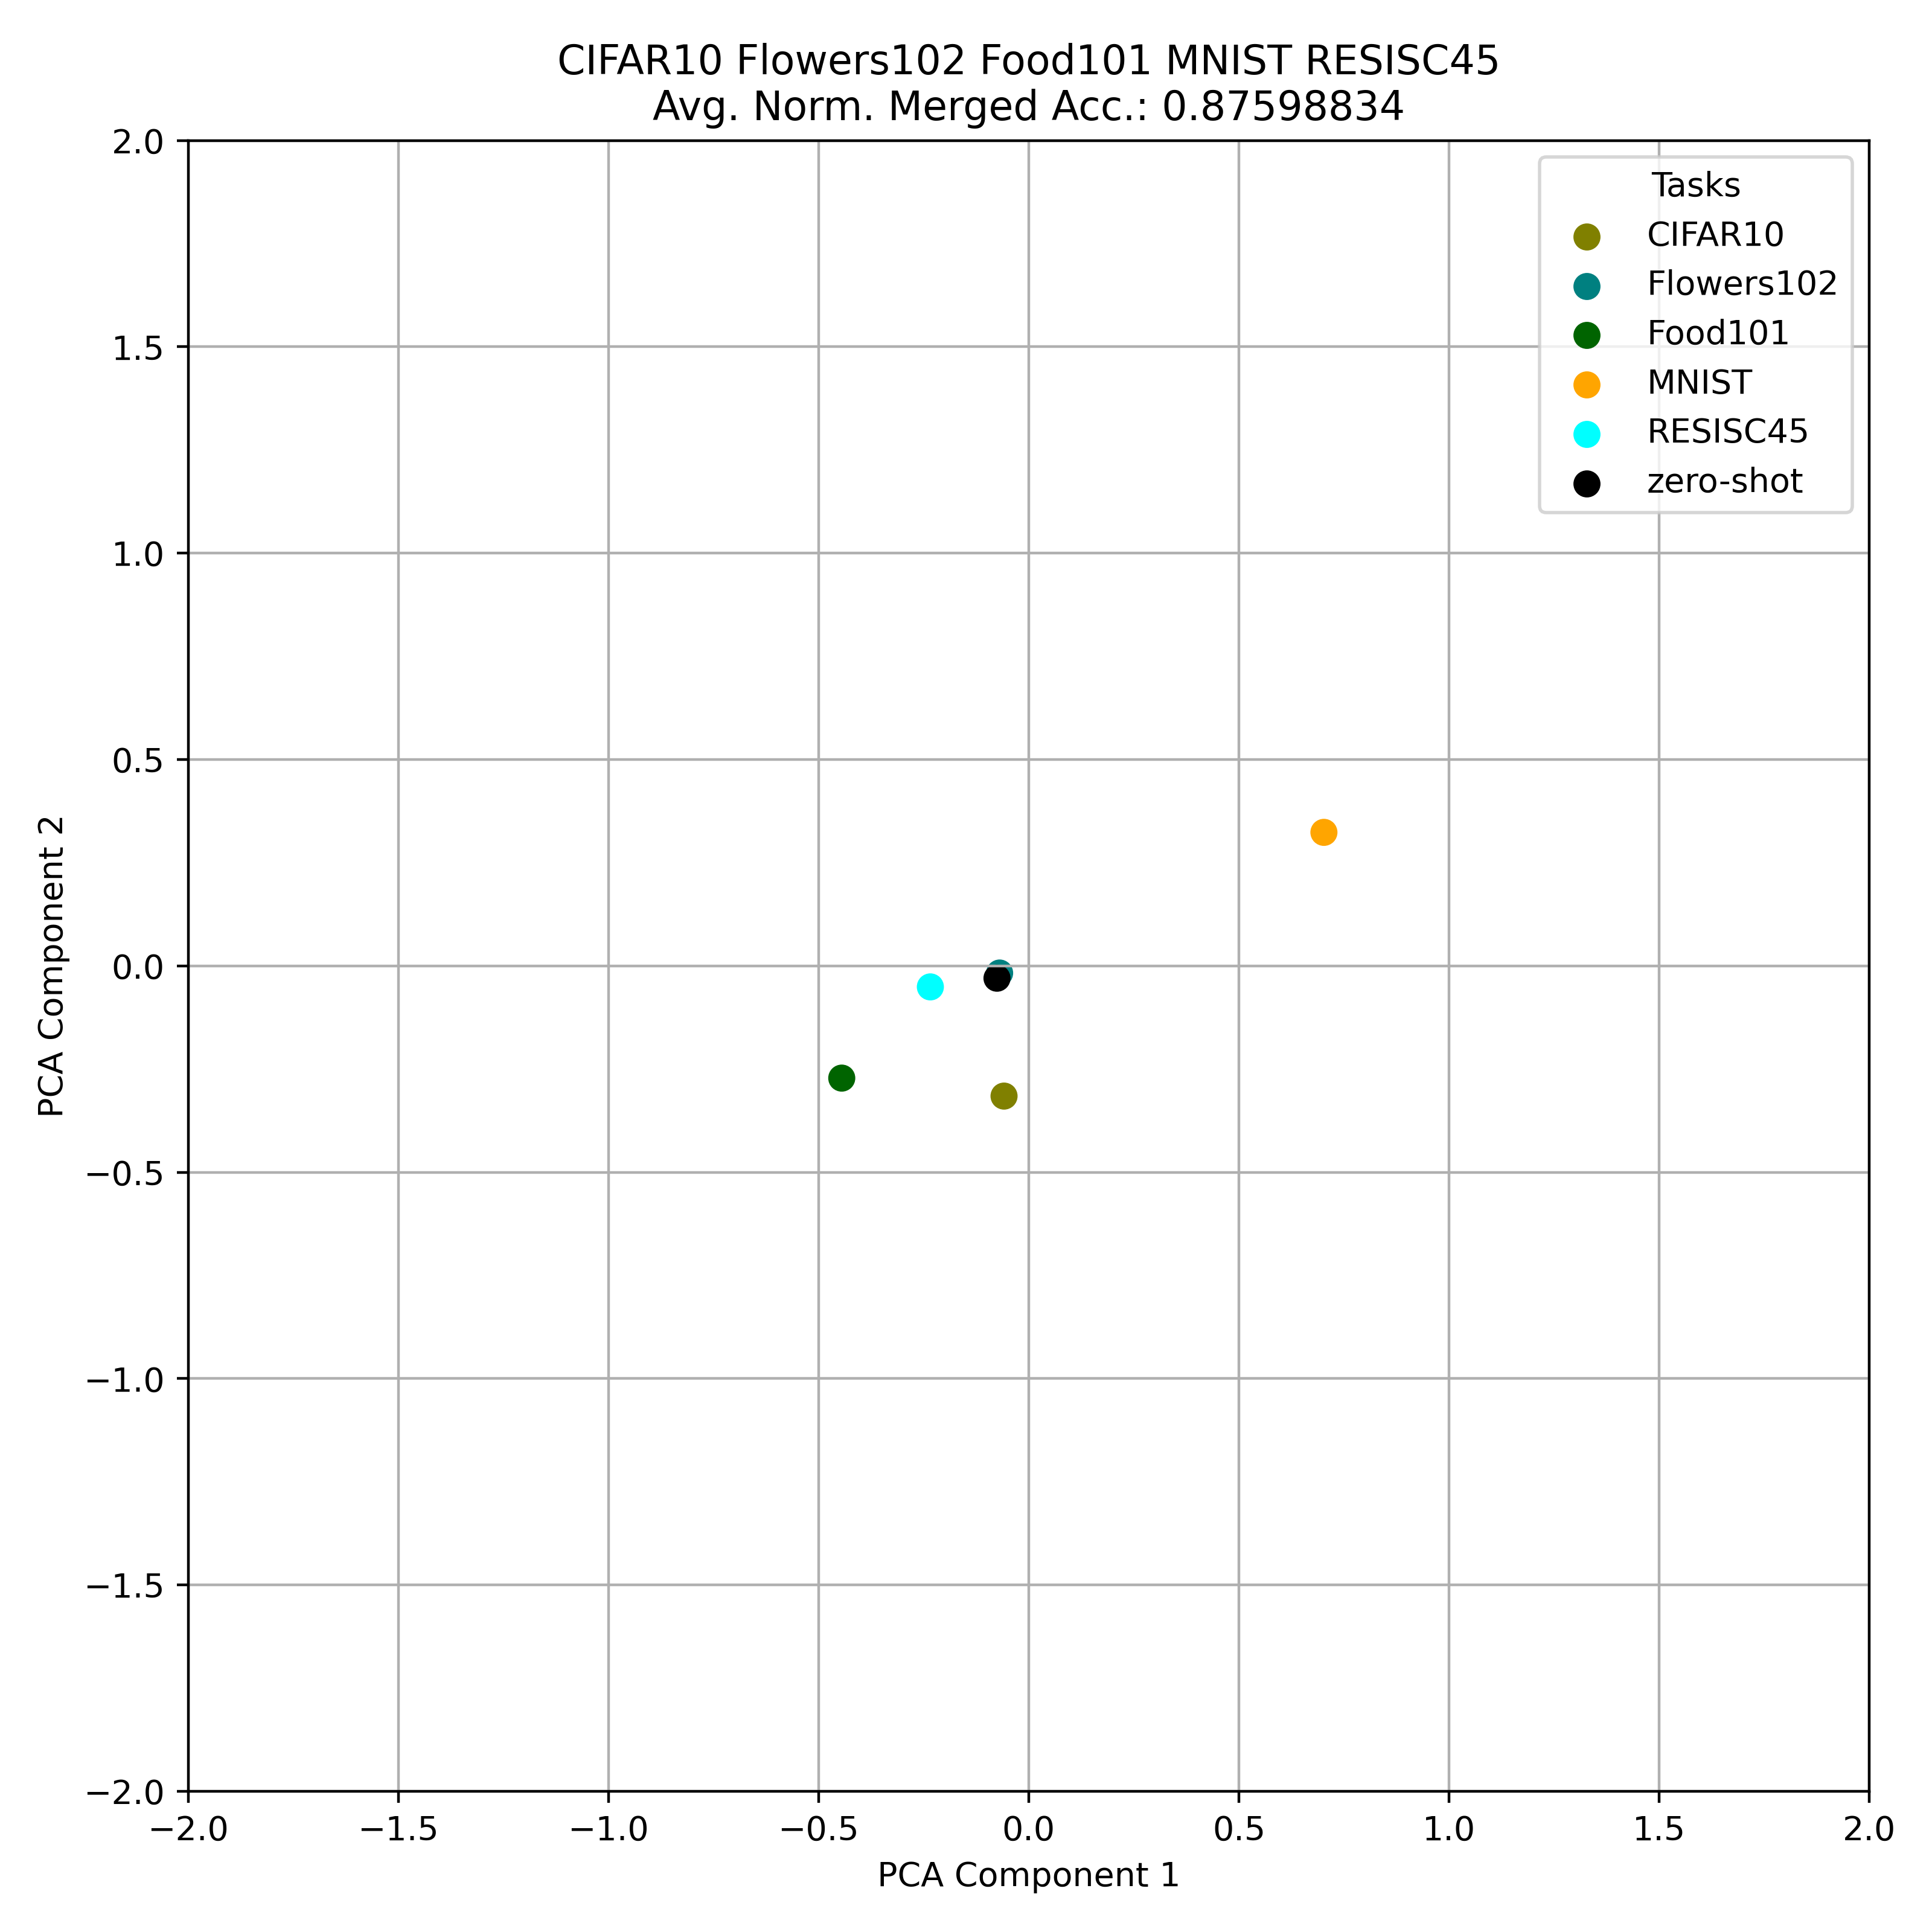 CIFAR10 Flowers102 Food101 MNIST RESISC45
Avg. Norm. Merged Acc.: 0.87598834
Tasks
CIFAR10
Flowers102
Food101
MNIST
RESISC45
zero-shot
PCA Component 2
2.0
1.5
1.0
0.5
0.0
−0.5
−1.0
−1.5
−2.0
−2.0 −1.5 −1.0 −0.5 0.0 0.5 1.0 1.5 2.0
PCA Component 1